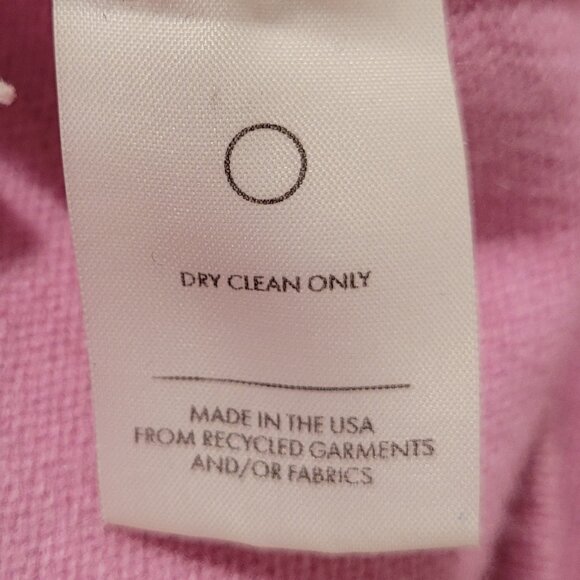 DRY CLEAN ONLY
MADE IN THE USA
FROM RECYCLED GARMENTS
AND/OR FABRICS